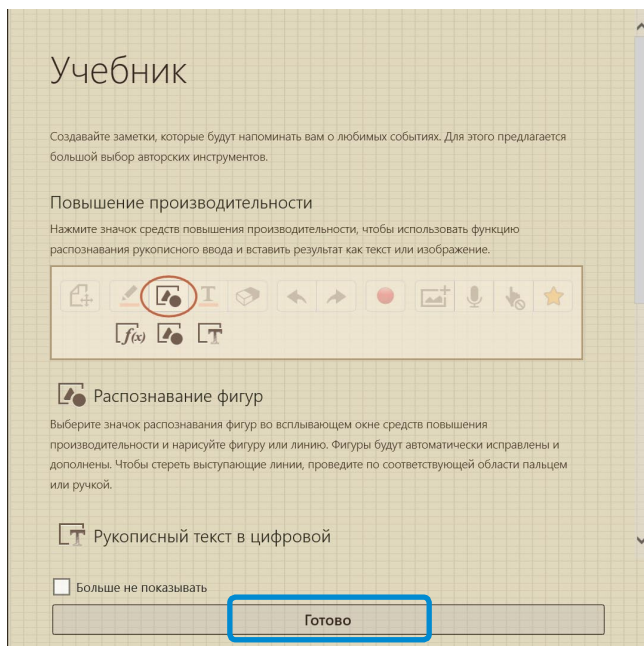 Учебник
Создавайте заметки, которые будут напоминать вам о любимых событиях. Для этого предлагается
большой выбор авторских инструментов.
Повышение производительности
Нажмите значок средств повышения производительности, чтобы использовать функцию
распознавания рукописного ввода и вставить результат как текст или изображение.
T
f(x) T
Распознавание фигур
Выберите значок распознавания фигур во всплывающем окне средств повышения
производительности и нарисуйте фигуру или линию. Фигуры будут автоматически исправлены и
дополнены. Чтобы стереть выступающие линии, проведите по соответствующей области пальцем
или ручкой.
T Рукописный текст в цифровой
Больше не показывать
Готово